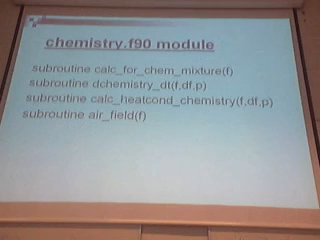 chemistry.f90 module
subroutine calc_for_chem_mixture(f)
subroutine dchemistry_dt(f,df,p)
subroutine calc_heatcond_chemistry(f,df,p)
subroutine air_field(f)